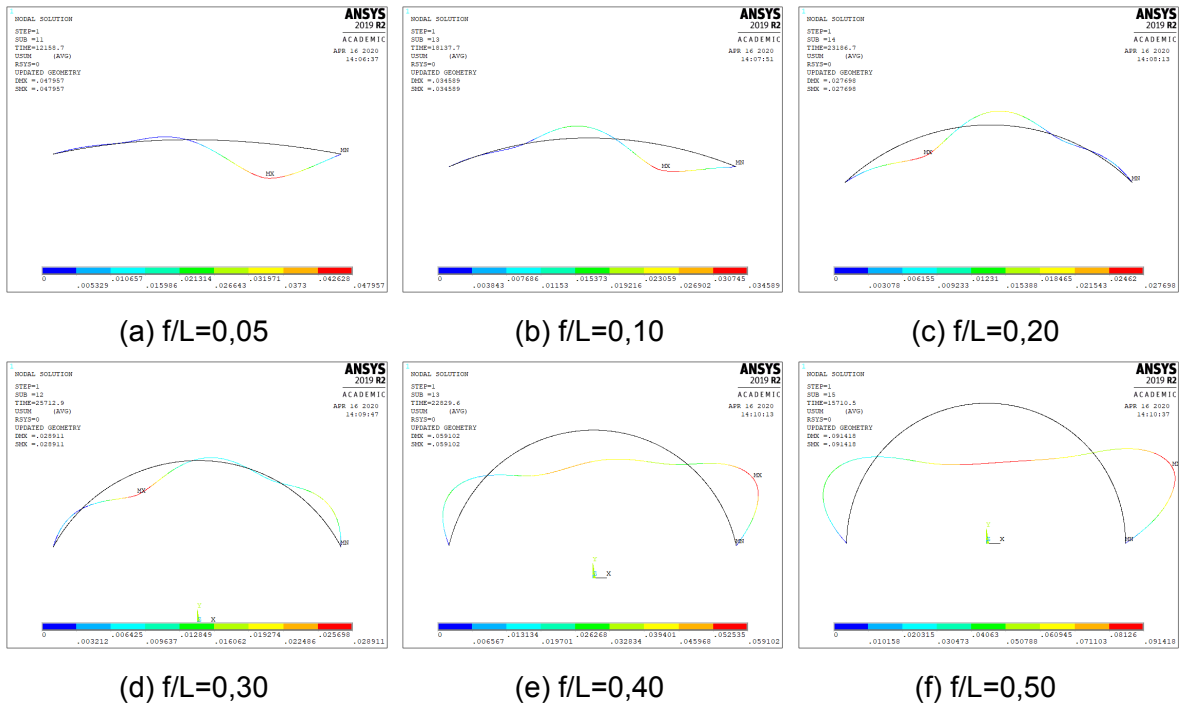 1
NODAL SOLUTION
STEP=1
SUB =11
TIME=12158.7
USUM (AVG)
RSYS=0
UPDATED GEOMETRY
DMX =.047957
SMX =.047957
ANSYS
2019 R2
ACADEMIC
APR 16 2020
14:06:37
MN
MX
0 .010657 .021314 .031971 .042628
.005329 .015986 .026643 .0373 .047957
(a) f/L=0,05
NODAL SOLUTION
STEP=1
SUB =13
TIME=18137.7
USUM (AVG)
RSYS=0
UPDATED GEOMETRY
DMX =.034589
SMX =.034589
ANSYS
2019 R2
ACADEMIC
APR 16 2020
14:07:51
MX
MN
0 .007686 .015373 .023059 .030745
.003843 .01153 .019216 .026902 .034589
(b) f/L=0,10
1
NODAL SOLUTION
STEP=1
SUB =14
TIME=23186.7
USUM (AVG)
RSYS=0
UPDATED GEOMETRY
DMX =.027698
SMX =.027698
ANSYS
2019 R2
ACADEMIC
APR 16 2020
14:08:13
MX
MN
0 .006155 .01231 .018465 .02462
.003078 .009233 .015388 .021543 .027698
(c) f/L=0,20
1
NODAL SOLUTION
STEP=1
SUB =12
TIME=25712.9
USUM (AVG)
RSYS=0
UPDATED GEOMETRY
DMX =.028911
SMX =.028911
ANSYS
2019 R2
ACADEMIC
APR 16 2020
14:09:47
MX
MN
Y
X
0 .006425 .012849 .019274 .025698
.003212 .009637 .016062 .022486 .028911
(d) f/L=0,30
NODAL SOLUTION
STEP=1
SUB =13
TIME=22829.6
USUM (AVG)
RSYS=0
UPDATED GEOMETRY
DMX =.059102
SMX =.059102
ANSYS
2019 R2
ACADEMIC
APR 16 2020
14:10:13
MX
MN
Y
Z X
0 .013134 .026268 .039401 .052535
.006567 .019701 .032834 .045968 .059102
(e) f/L=0,40
1
NODAL SOLUTION
STEP=1
SUB =15
TIME=15710.5
USUM (AVG)
RSYS=0
UPDATED GEOMETRY
DMX =.091418
SMX =.091418
ANSYS
2019 R2
ACADEMIC
APR 16 2020
14:10:37
MN
Y
Z X
0 .020315 .04063 .060945 .08126
.010158 .030473 .050788 .071103 .091418
(f) f/L=0,50